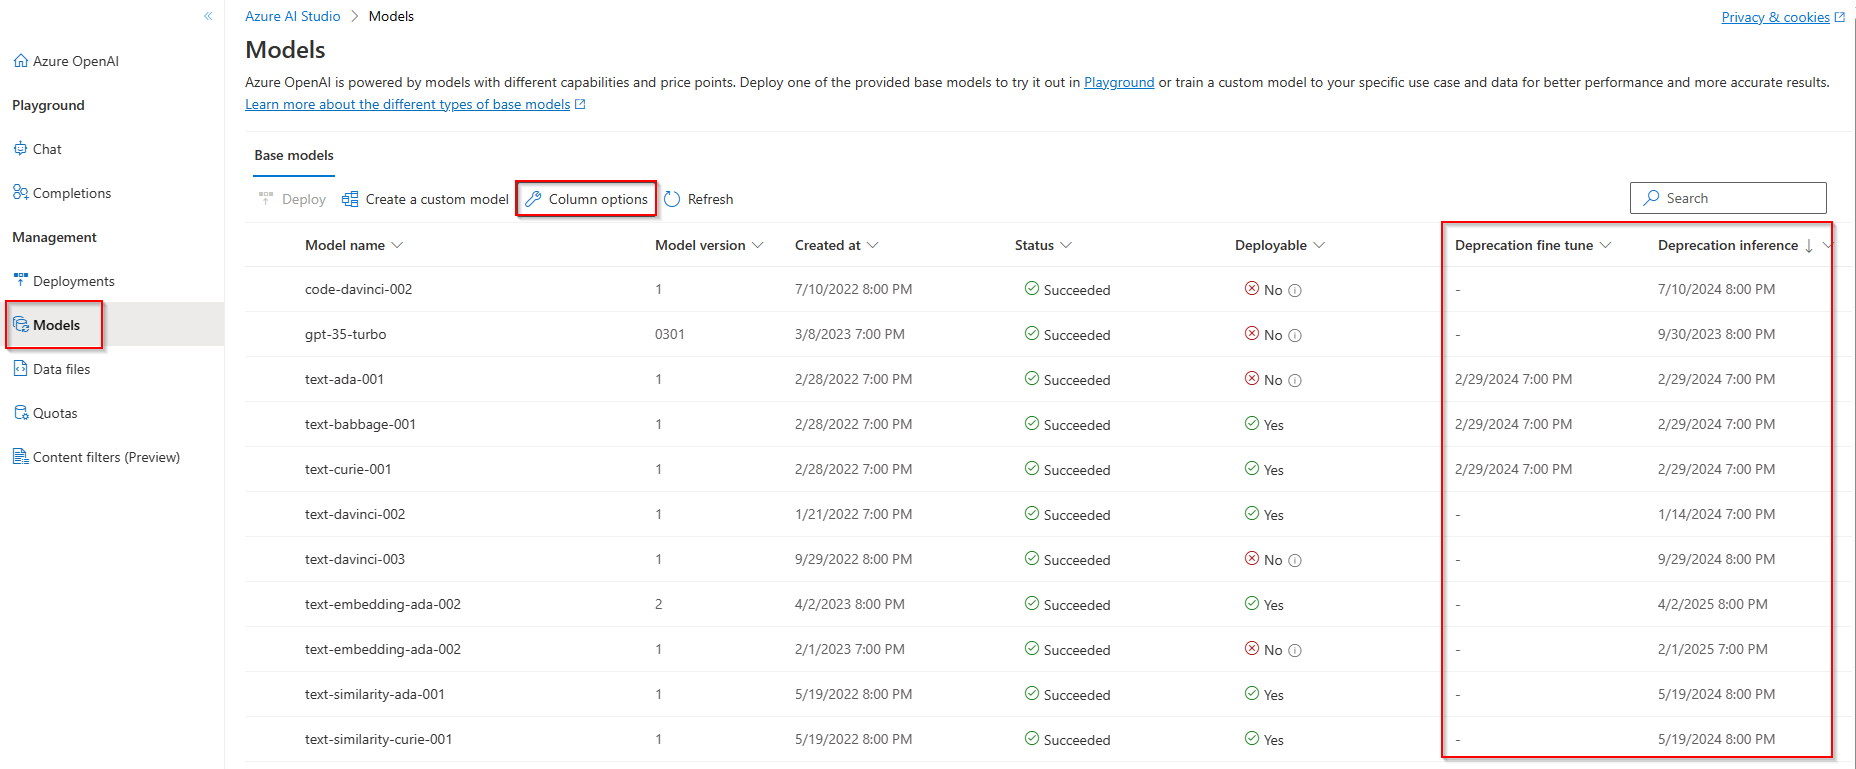 «
Azure OpenAI
Playground
Chat
Completions
Management
Deployments
Models
Data files
Quotas
Content filters (Preview)
Azure AI Studio > Models
Privacy & cookies
Models
Azure OpenAI is powered by models with different capabilities and price points. Deploy one of the provided base models to try it out in Playground or train a custom model to your specific use case and data for better performance and more accurate results.
Learn more about the different types of base models
Base models
Deploy Create a custom model Column options Refresh Search
Model name Model version Created at Status Deployable Deprecation fine tune Deprecation inference ↓
code-davinci-002 1 7/10/2022 8:00 PM Succeeded No - 7/10/2024 8:00 PM
gpt-35-turbo 0301 3/8/2023 7:00 PM Succeeded No - 9/30/2023 8:00 PM
text-ada-001 1 2/28/2022 7:00 PM Succeeded No 2/29/2024 7:00 PM 2/29/2024 7:00 PM
text-babbage-001 1 2/28/2022 7:00 PM Succeeded Yes 2/29/2024 7:00 PM 2/29/2024 7:00 PM
text-curie-001 1 2/28/2022 7:00 PM Succeeded Yes 2/29/2024 7:00 PM 2/29/2024 7:00 PM
text-davinci-002 1 1/21/2022 7:00 PM Succeeded Yes - 1/14/2024 7:00 PM
text-davinci-003 1 9/29/2022 8:00 PM Succeeded No - 9/29/2024 8:00 PM
text-embedding-ada-002 2 4/2/2023 8:00 PM Succeeded Yes - 4/2/2025 8:00 PM
text-embedding-ada-002 1 2/1/2023 7:00 PM Succeeded No - 2/1/2025 7:00 PM
text-similarity-ada-001 1 5/19/2022 8:00 PM Succeeded Yes - 5/19/2024 8:00 PM
text-similarity-curie-001 1 5/19/2022 8:00 PM Succeeded Yes - 5/19/2024 8:00 PM